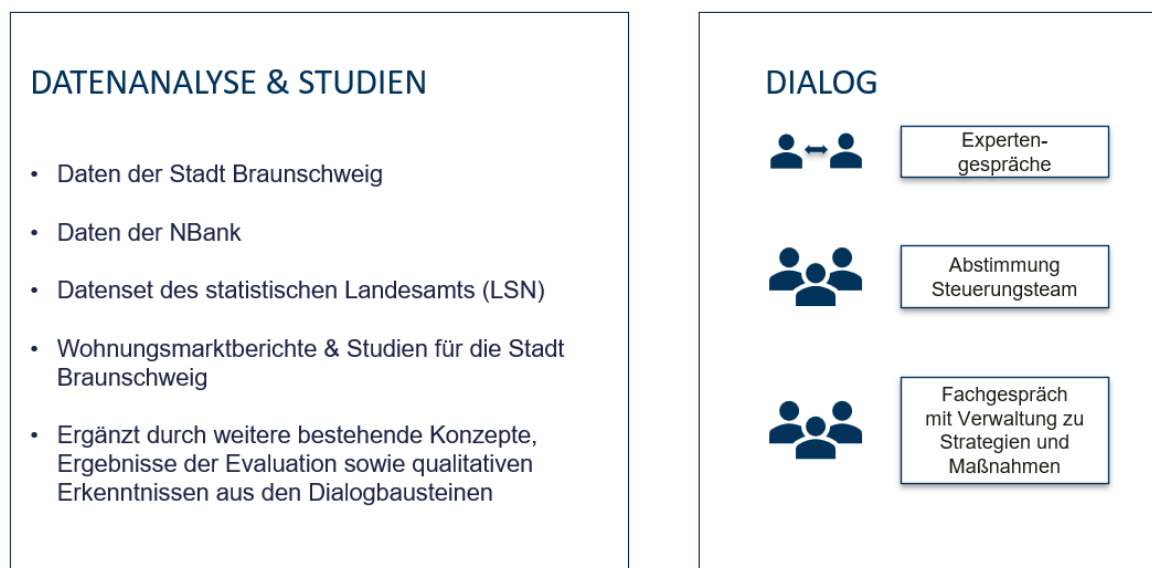 DATENANALYSE & STUDIEN
• Daten der Stadt Braunschweig
• Daten der NBank
• Datenset des statistischen Landesamts (LSN)
• Wohnungsmarktberichte & Studien für die Stadt
Braunschweig
• Ergänzt durch weitere bestehende Konzepte,
Ergebnisse der Evaluation sowie qualitativen
Erkenntnissen aus den Dialogbausteinen
DIALOG
Experten-
gespräche
Abstimmung
Steuerungsteam
Fachgespräch
mit Verwaltung zu
Strategien und
Maßnahmen